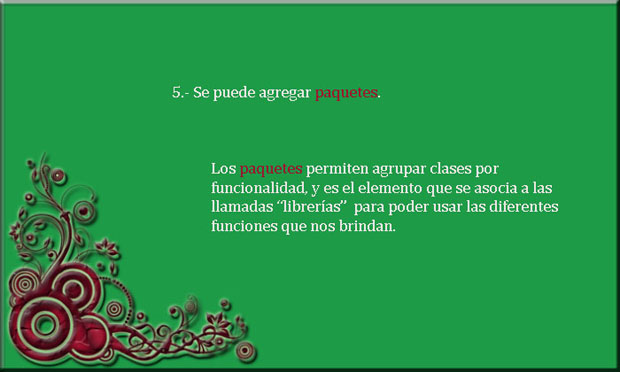 5.- Se puede agregar paquetes.
Los paquetes permiten agrupar clases por
funcionalidad, y es el elemento que se asocia a las
llamadas “librerías” para poder usar las diferentes
funciones que nos brindan.